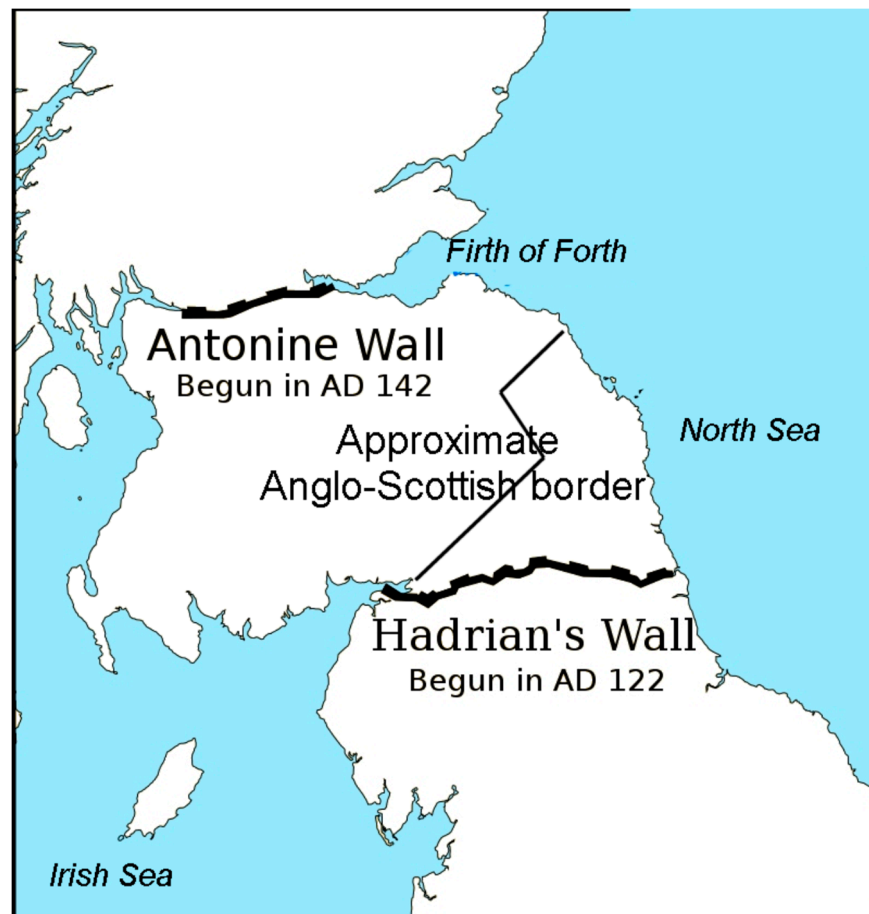 Firth of Forth
Antonine Wall
Begun in AD 142
North Sea
Approximate
Anglo-Scottish border
Hadrian's Wall
Begun in AD 122
Irish Sea